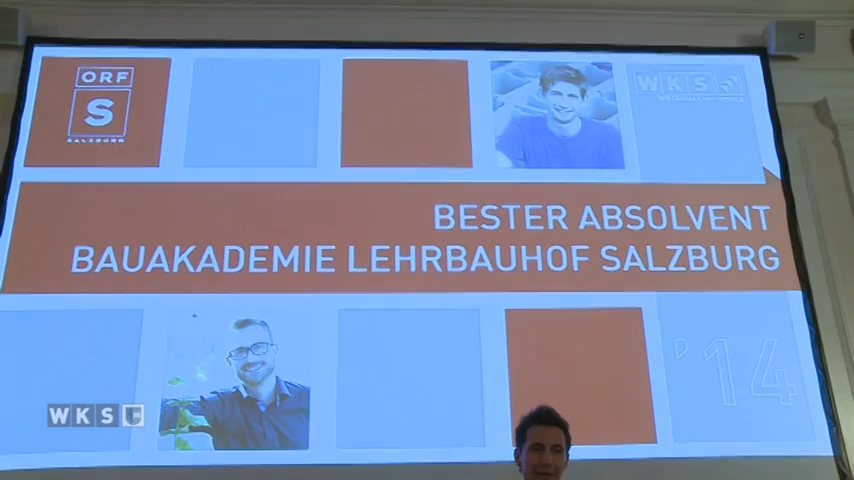 ORF
S
SALZBURG
WKS
BESTER ABSOLVENT
BAUAKADEMIE LEHRBAUHOF SALZBURG
'14
WKS